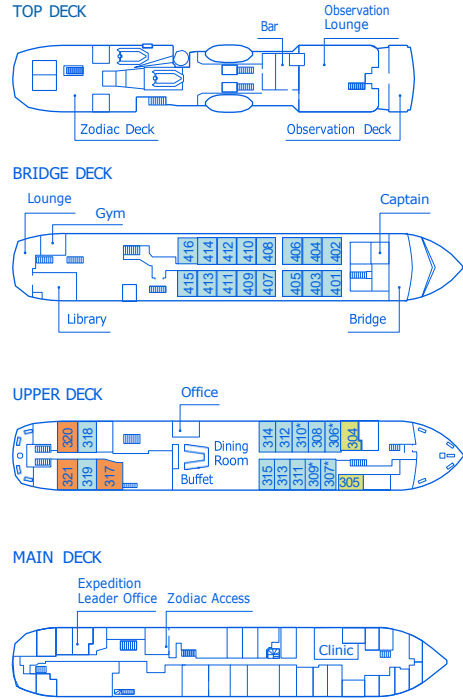 TOP DECK
Observation
Lounge
Bar
Zodiac Deck
Observation Deck
BRIDGE DECK
Lounge
Gym
Captain
416 414 412 410 408 406 404 402
415 413 411 409 407 405 403 401
Library
Bridge
UPPER DECK
Office
320 318
314 312 310* 308 306* 304
Dining
Room
Buffet
321 319 317
315 313 311 309* 307* 305
MAIN DECK
Expedition
Leader Office
Zodiac Access
Clinic